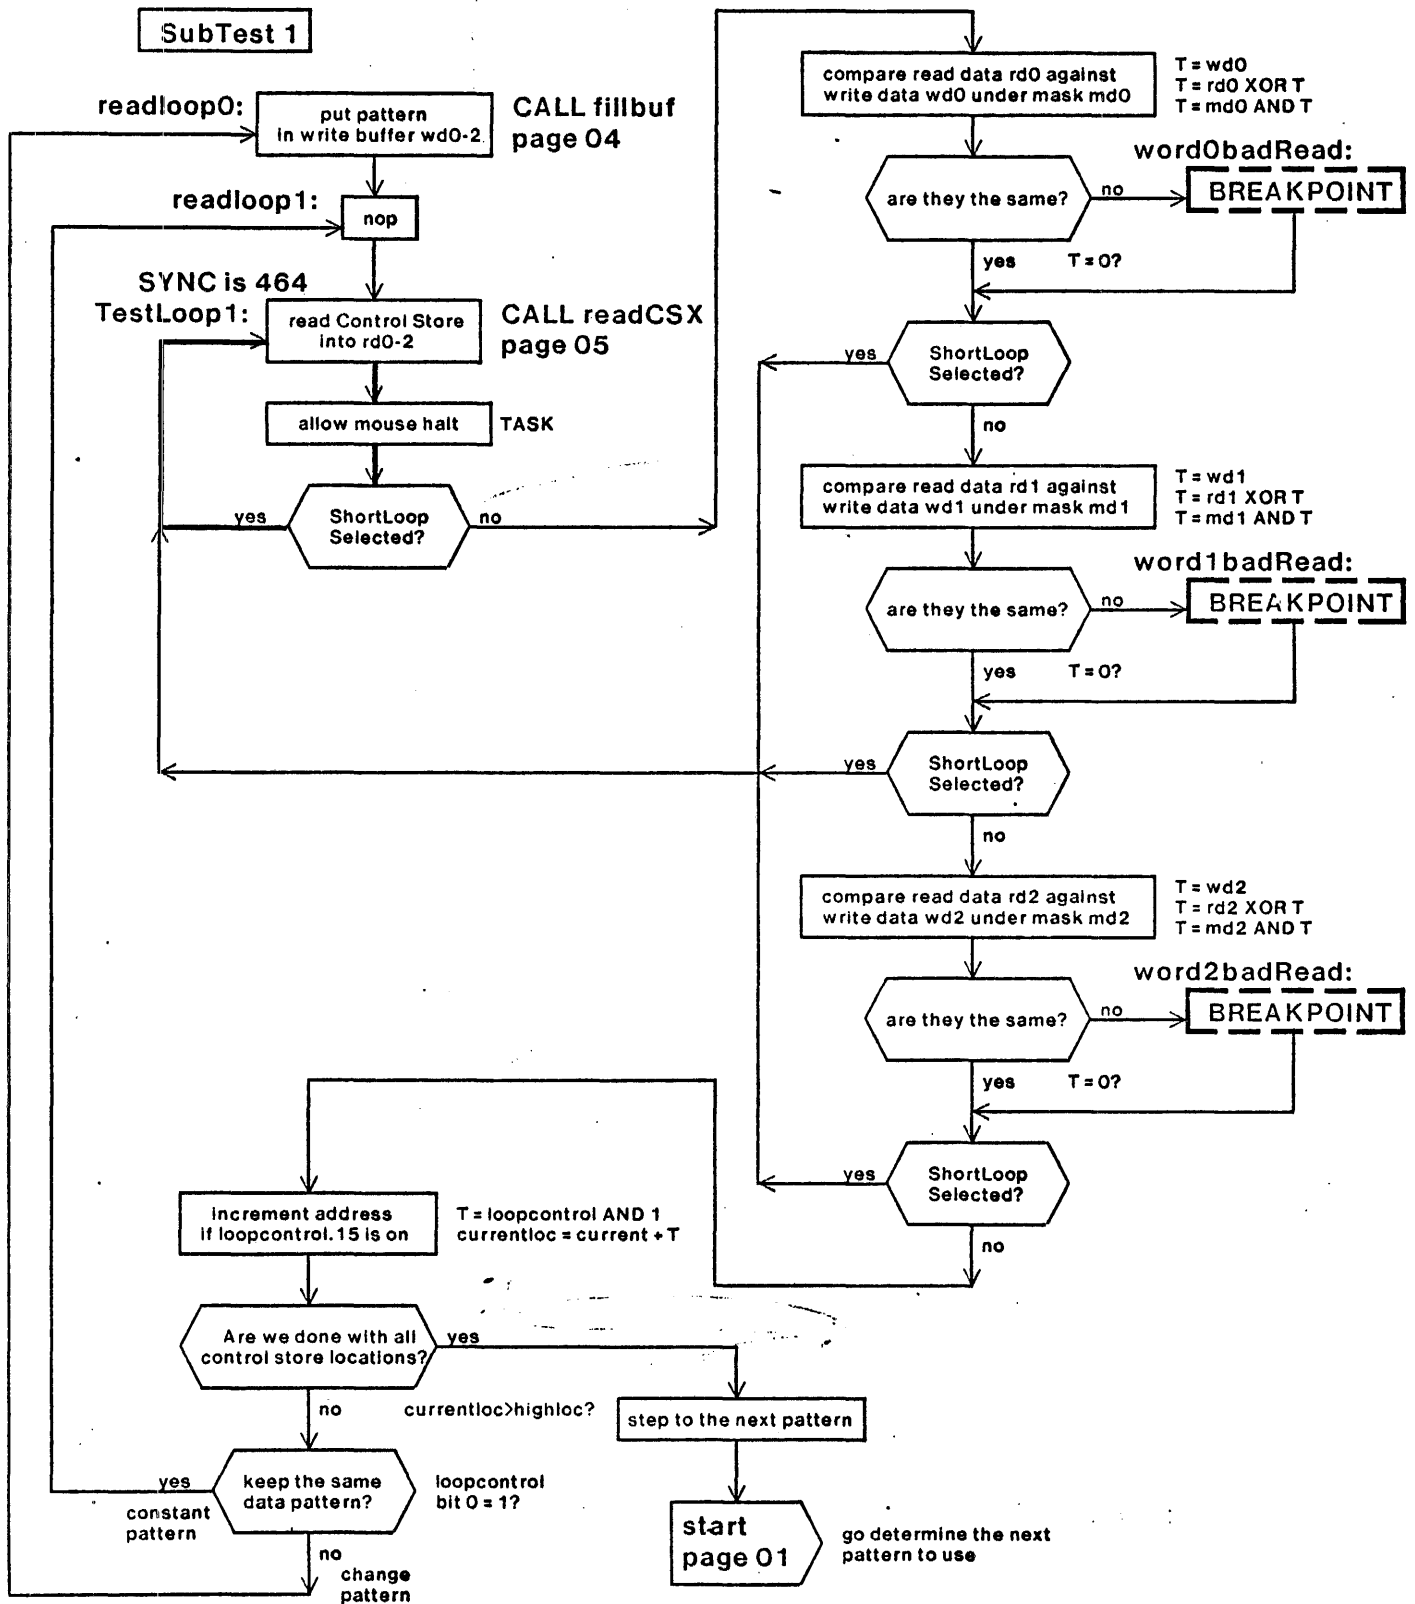 SubTest 1
readloop0:
put pattern
in write buffer wd0-2
CALL fillbuf
page 04
readloop1:
nop
SYNC is 464
TestLoop1:
read Control Store
into rd0-2
CALL readCSX
page 05
allow mouse halt
TASK
ShortLoop
Selected?
yes
no
compare read data rd0 against
write data wd0 under mask md0
T = wd0
T = rd0 XOR T
T = md0 AND T
word0badRead:
are they the same?
no
BREAKPOINT
yes
T = 0?
ShortLoop
Selected?
yes
no
compare read data rd1 against
write data wd1 under mask md1
T = wd1
T = rd1 XOR T
T = md1 AND T
word1badRead:
are they the same?
no
BREAKPOINT
yes
T = 0?
ShortLoop
Selected?
yes
no
compare read data rd2 against
write data wd2 under mask md2
T = wd2
T = rd2 XOR T
T = md2 AND T
word2badRead:
are they the same?
no
BREAKPOINT
yes
T = 0?
ShortLoop
Selected?
yes
no
increment address
if loopcontrol.15 is on
T = loopcontrol AND 1
currentloc = current + T
Are we done with all
control store locations?
yes
no
currentloc>highloc?
step to the next pattern
keep the same
data pattern?
yes
constant
pattern
loopcontrol
bit 0 = 1?
no
change
pattern
start
page 01
go determine the next
pattern to use